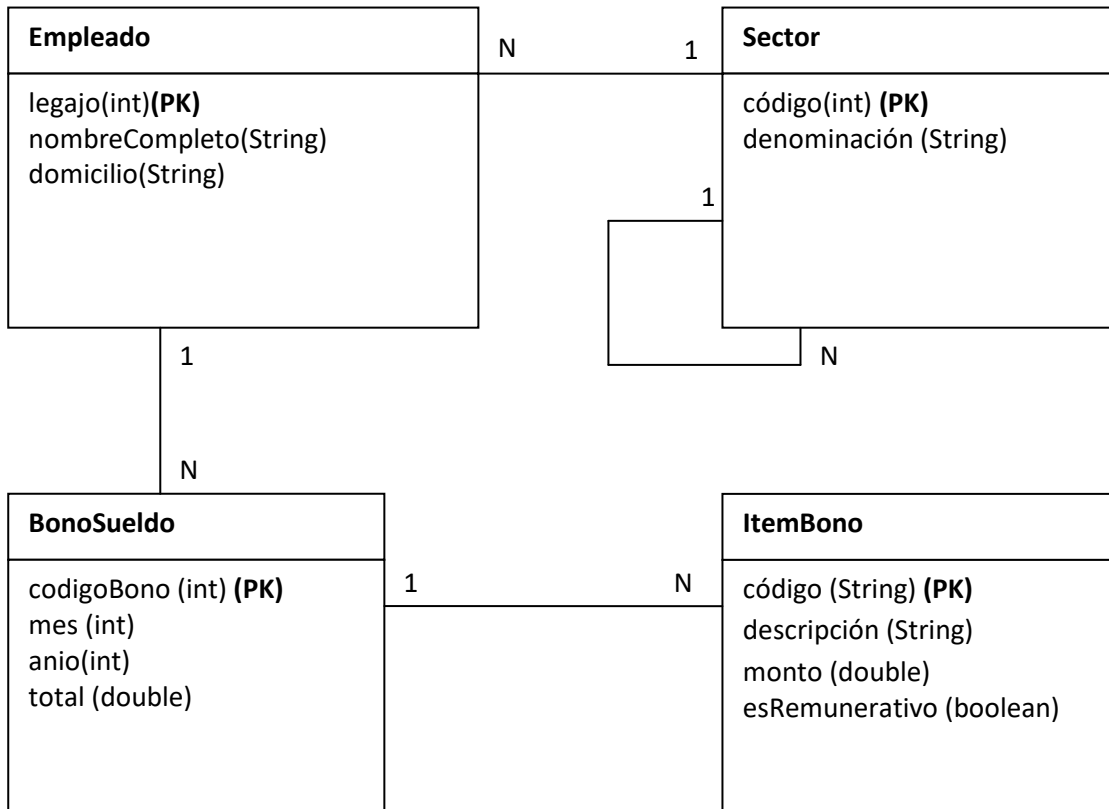 Empleado
N
1
Sector
legajo(int)(PK)
nombreCompleto(String)
domicilio(String)
código(int) (PK)
denominación (String)
1
N
1
N
BonoSueldo
ItemBono
codigoBono (int) (PK)
mes (int)
anio(int)
total (double)
1
N
código (String) (PK)
descripción (String)
monto (double)
esRemunerativo (boolean)